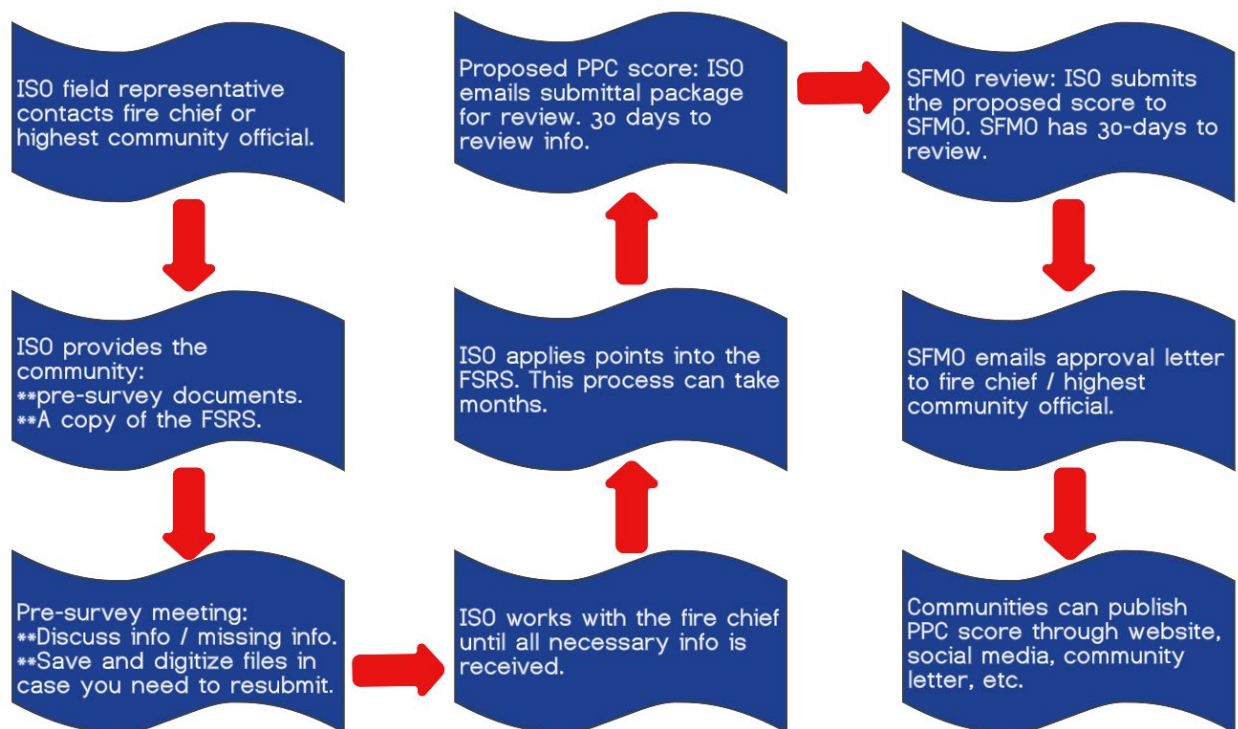 ISO field representative
contacts fire chief or
highest community official.
ISO provides the
community:
**pre-survey documents.
**A copy of the FSRS.
Pre-survey meeting:
**Discuss info / missing info.
**Save and digitize files in
case you need to resubmit.
ISO works with the fire chief
until all necessary info is
received.
ISO applies points into the
FSRS. This process can take
months.
Proposed PPC score: ISO
emails submittal package
for review. 30 days to
review info.
SFMO review: ISO submits
the proposed score to
SFMO. SFMO has 30-days to
review.
SFMO emails approval letter
to fire chief / highest
community official.
Communities can publish
PPC score through website,
social media, community
letter, etc.